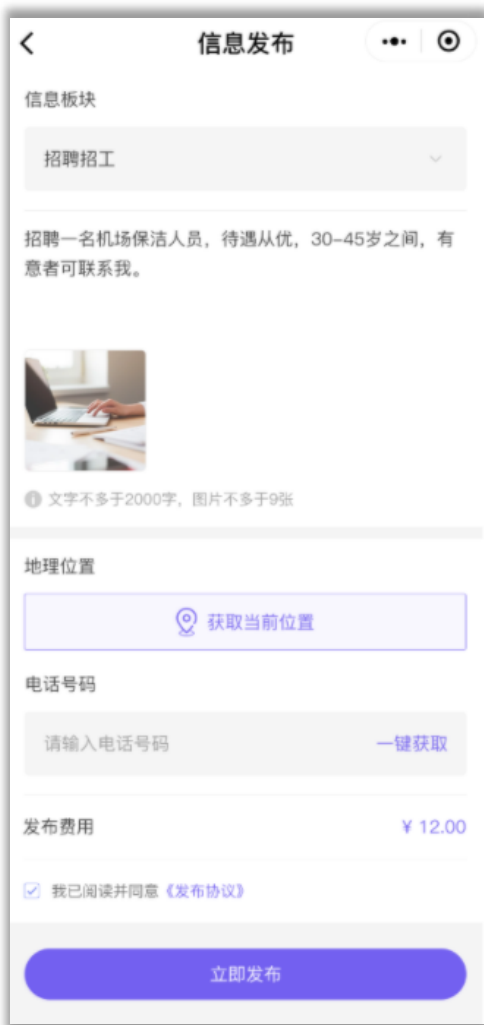 信息发布
信息板块
招聘招工
招聘一名机场保洁人员，待遇从优，30-45岁之间，有
意者可联系我。
文字不多于2000字，图片不多于9张
地理位置
获取当前位置
电话号码
请输入电话号码 一键获取
发布费用 ¥ 12.00
我已阅读并同意《发布协议》
立即发布